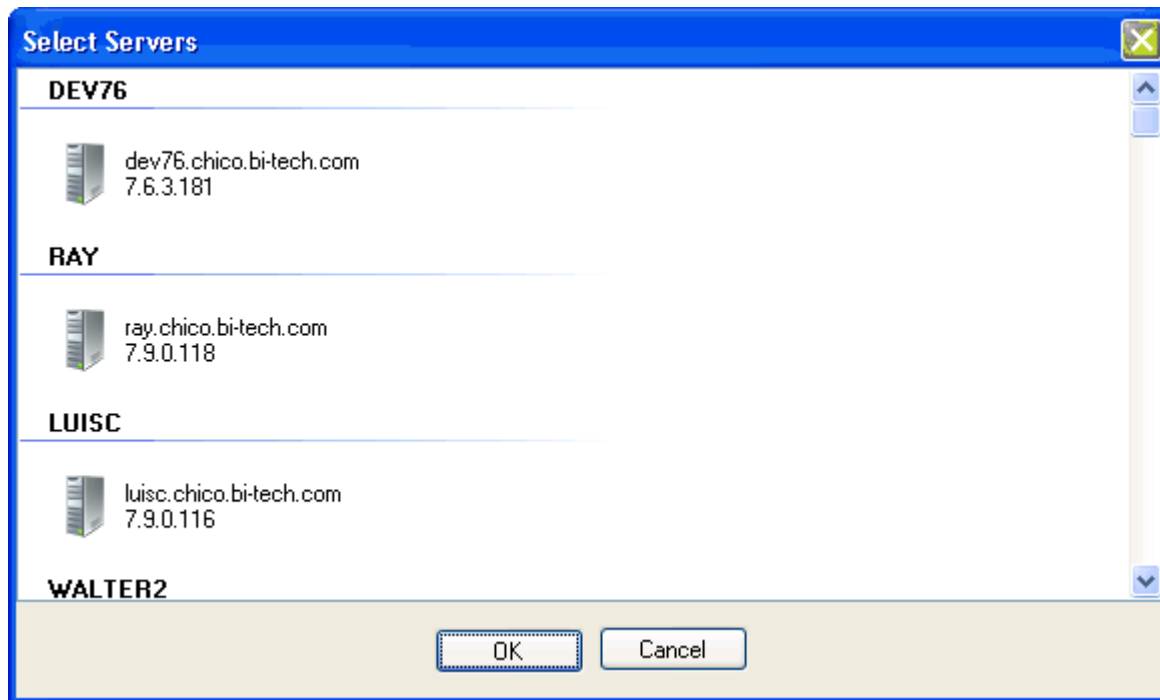 Select Servers
DEV76
dev76.chico.bi-tech.com
7.6.3.181
RAY
ray.chico.bi-tech.com
7.9.0.118
LUISC
luisc.chico.bi-tech.com
7.9.0.116
WALTER2
OK
Cancel